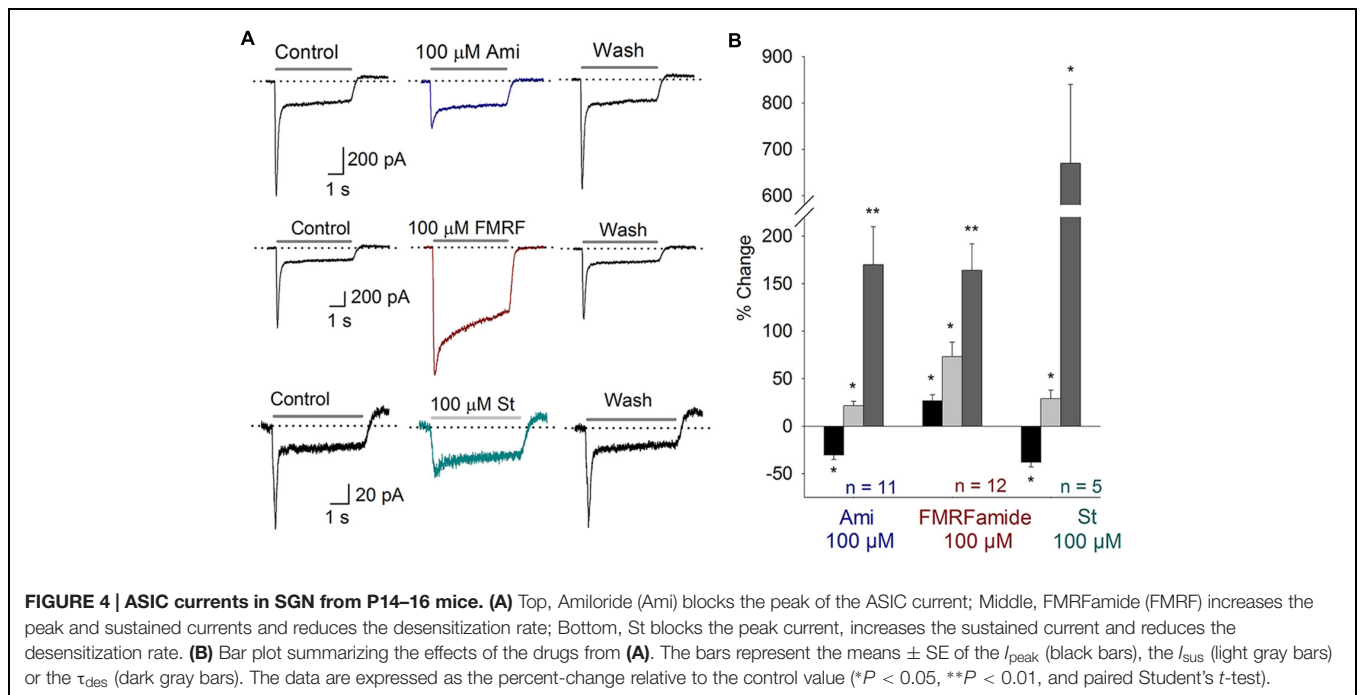 A
Control
100 μM Ami
Wash
200 pA
1 s
Control
100 μM FMRF
Wash
200 pA
1 s
Control
100 μM St
Wash
20 pA
1 s
B
900
800
700
600
200
150
100
50
0
-50
% Change
*
*
**
*
*
**
*
*
*
n = 11
n = 12
n = 5
Ami
FMRFamide
St
100 μM
100 μM
100 μM
FIGURE 4 | ASIC currents in SGN from P14–16 mice. (A) Top, Amiloride (Ami) blocks the peak of the ASIC current; Middle, FMRFamide (FMRF) increases the
peak and sustained currents and reduces the desensitization rate; Bottom, St blocks the peak current, increases the sustained current and reduces the
desensitization rate. (B) Bar plot summarizing the effects of the drugs from (A). The bars represent the means ± SE of the Ipeak (black bars), the Isus (light gray bars)
or the τdes (dark gray bars). The data are expressed as the percent-change relative to the control value (*P < 0.05, **P < 0.01, and paired Student's t-test).